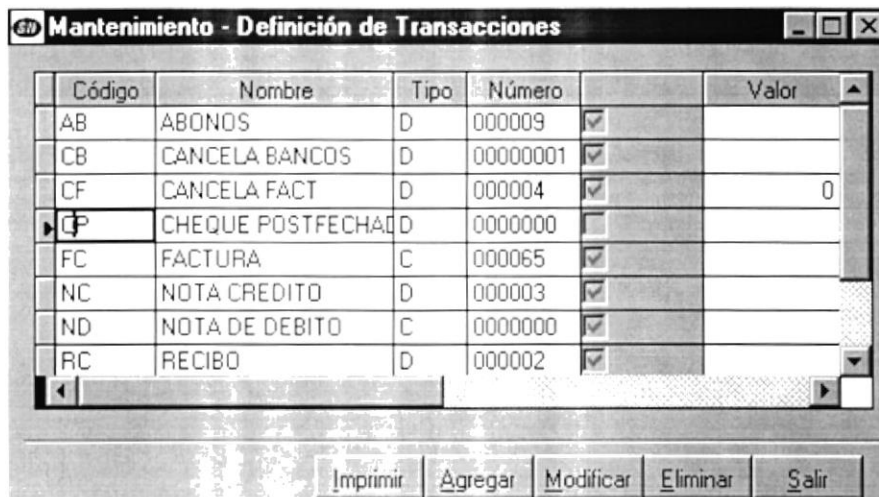 SN Mantenimiento - Definición de Transacciones
Código Nombre Tipo Número Valor
AB ABONOS D 000009
CB CANCELA BANCOS D 00000001
CF CANCELA FACT D 000004 0
CP CHEQUE POSTFECHAD D 0000000
FC FACTURA C 000065
NC NOTA CREDITO D 000003
ND NOTA DE DEBITO C 0000000
RC RECIBO D 000002
Imprimir Agregar Modificar Eliminar Salir